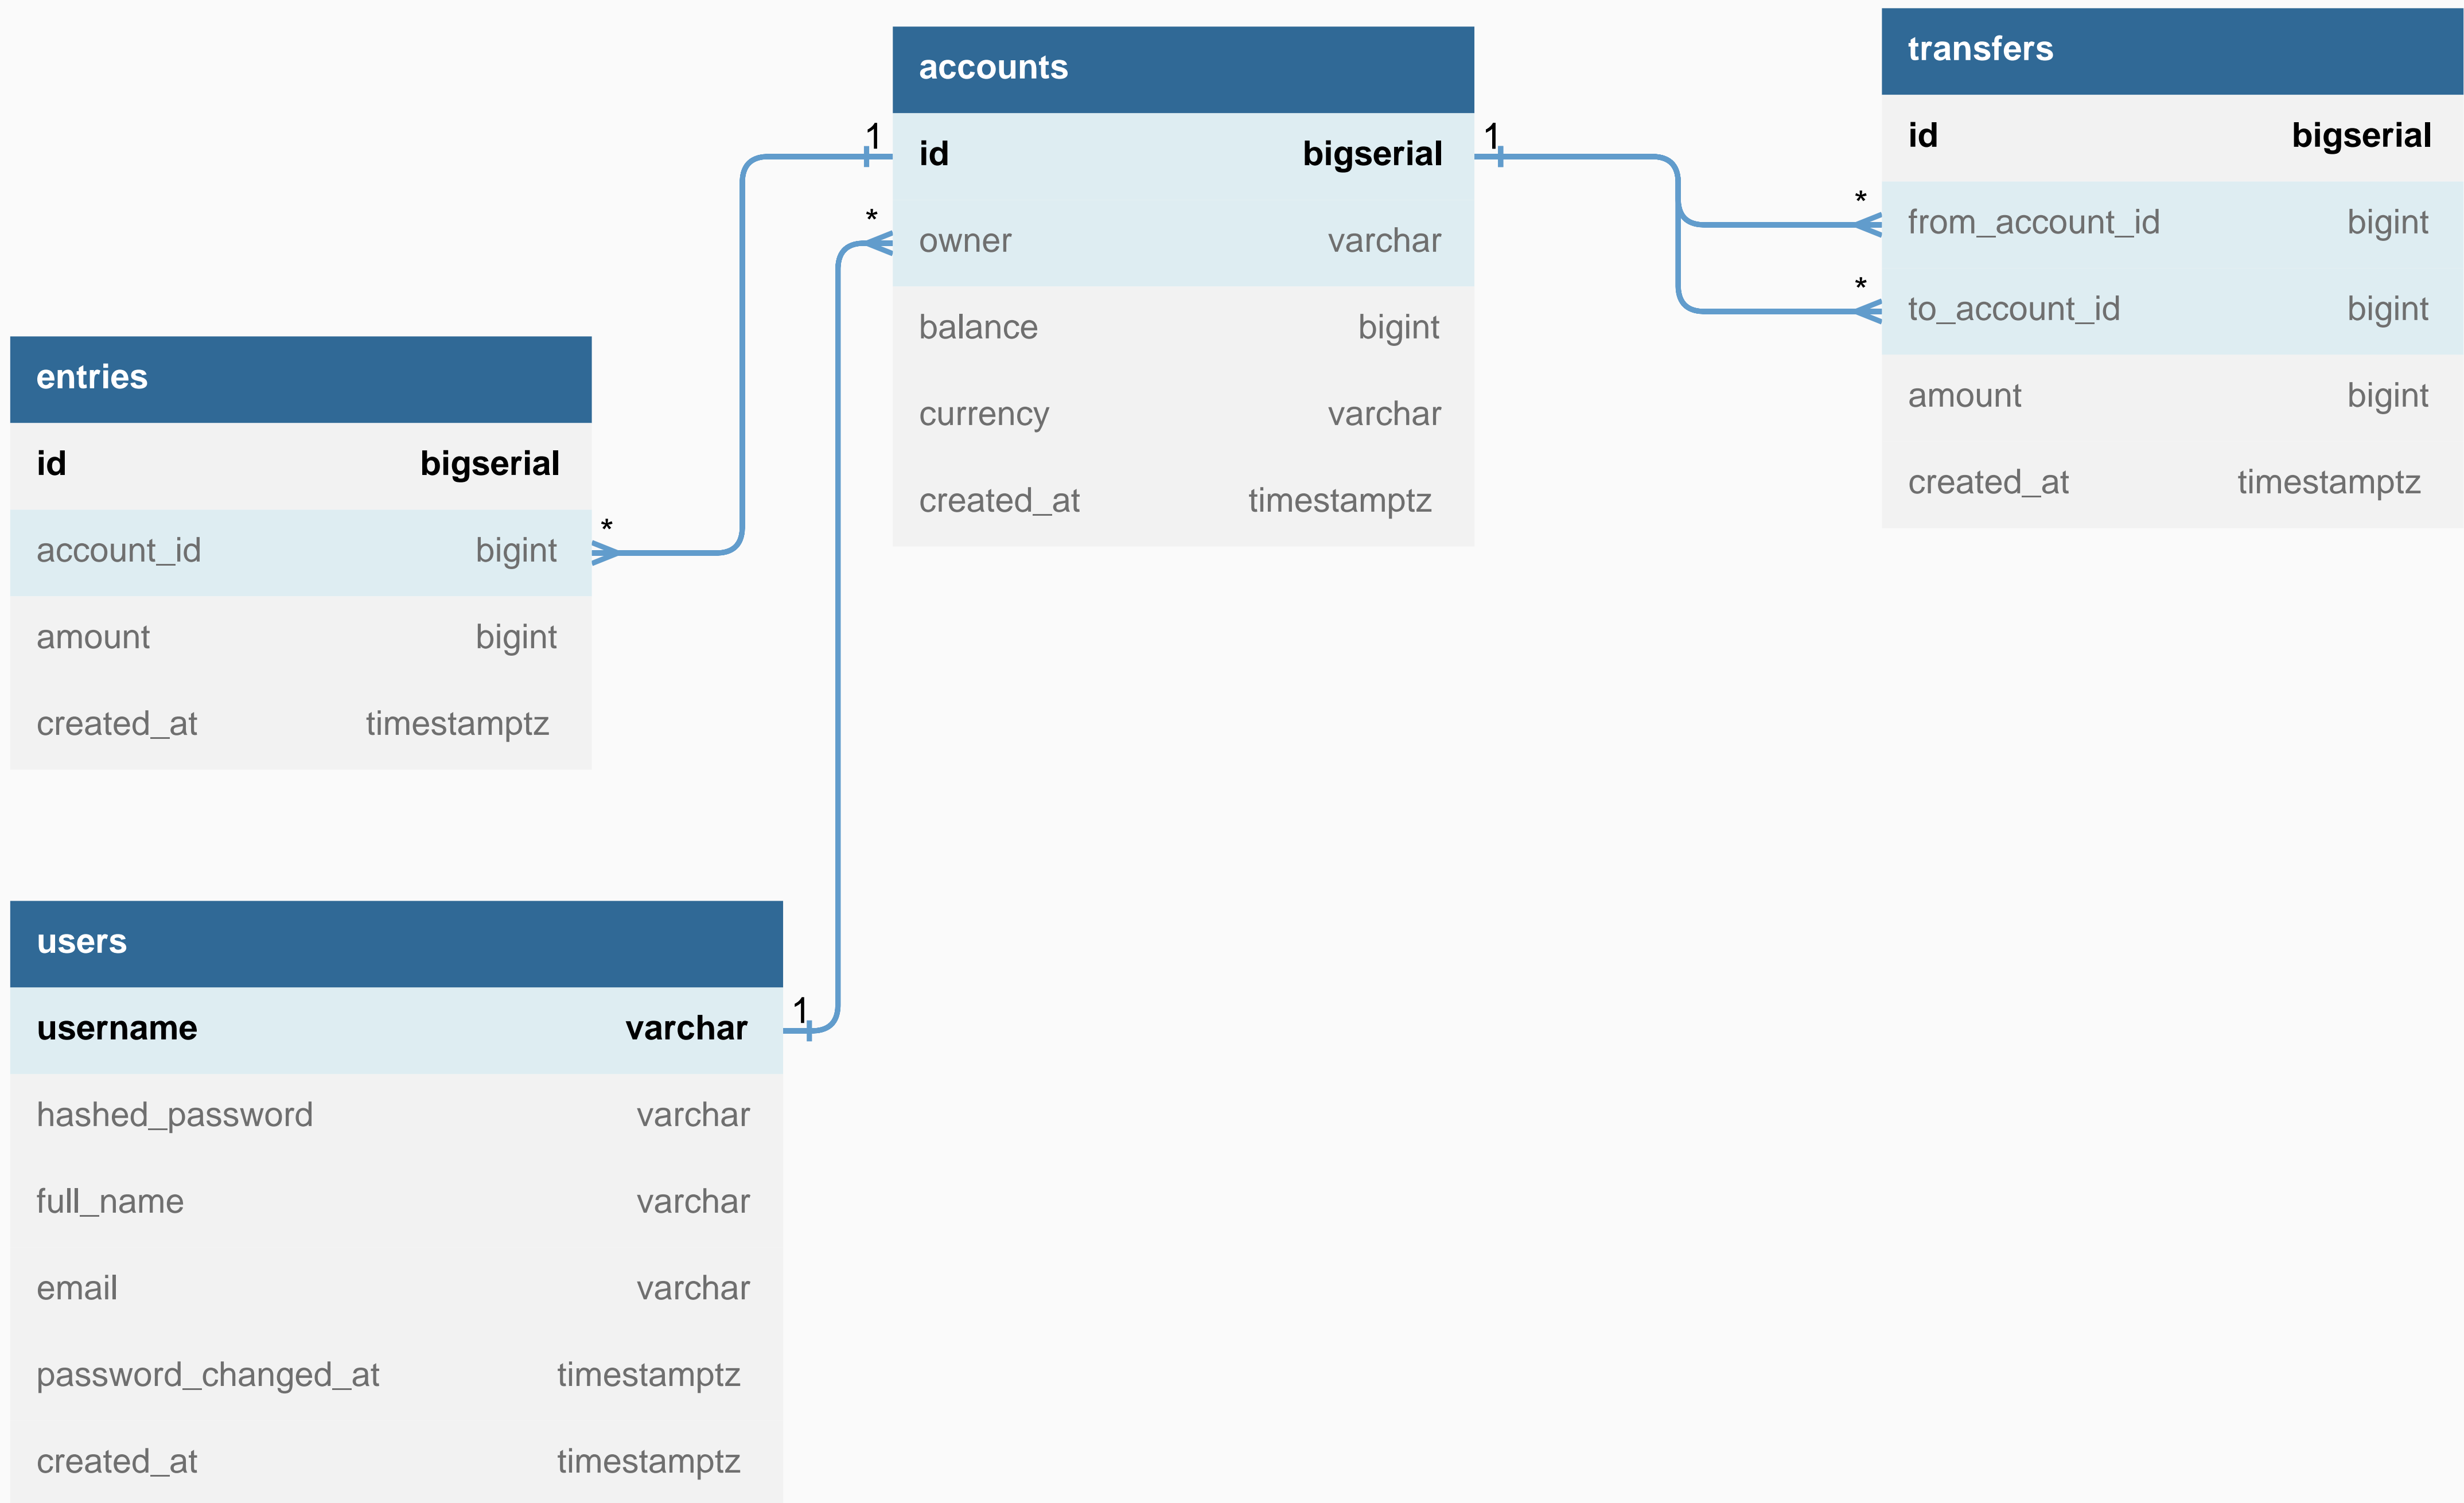 accounts
1
id bigserial
1
*
owner varchar
balance bigint
currency varchar
created_at timestamptz
transfers
id bigserial
*
from_account_id bigint
*
to_account_id bigint
amount bigint
created_at timestamptz
entries
id bigserial
*
account_id bigint
amount bigint
created_at timestamptz
users
username varchar
1
hashed_password varchar
full_name varchar
email varchar
password_changed_at timestamptz
created_at timestamptz